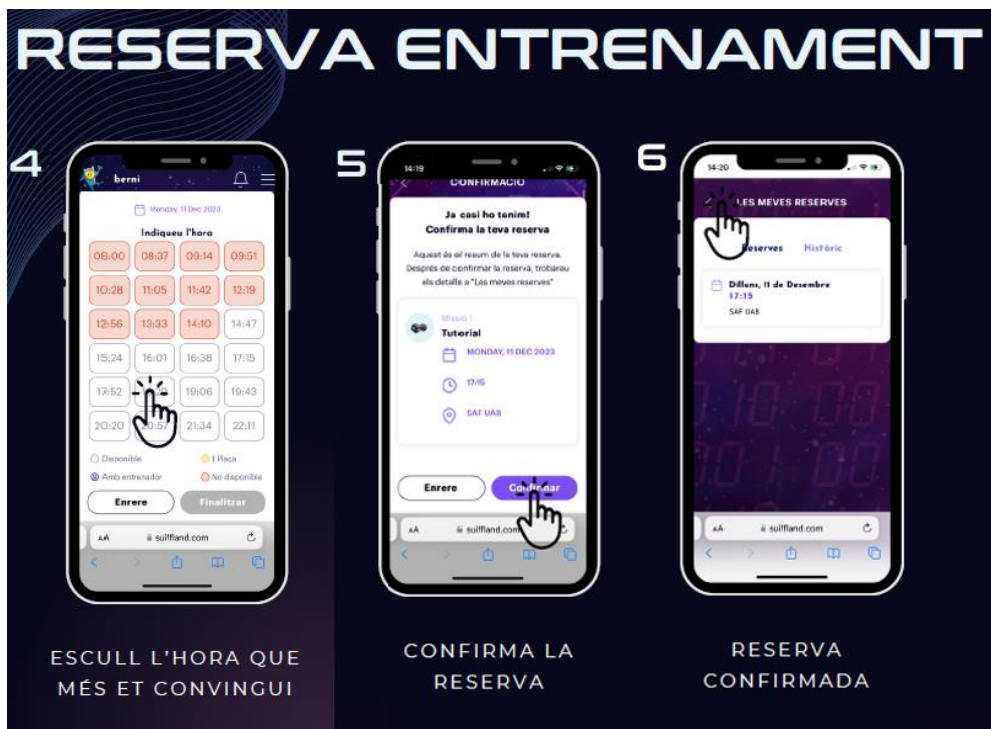 RESERVA ENTRENAMENT
4
berni
Monday, 11 Dec 2023
Indiqueu l'hora
08:00 08:37 09:14 09:51
10:28 11:05 11:42 12:19
12:56 13:33 14:10 14:47
15:24 16:01 16:38 17:15
17:52 19:06 19:43
20:20 20:57 21:34 22:11
Disponible 1 Plaça
Amb entrenador No disponible
Enrere Finalitzar
AA suiffland.com
ESCULL L'HORA QUE
MÉS ET CONVINGUI
5
14:19
CONFIRMACIÓ
Ja casi ho tenim!
Confirma la teva reserva
Aquest és el resum de la teva reserva.
Després de confirmar la reserva, trobareu
els detalls a "Les meves reserves"
Missió 1
Tutorial
MONDAY, 11 DEC 2023
17:15
SAF UAB
Enrere Confirmar
AA suiffland.com
CONFIRMA LA
RESERVA
6
14:20
LES MEVES RESERVES
Reserves Històric
Dilluns, 11 de Desembre
17:15
SAF UAB
AA suiffland.com
RESERVA
CONFIRMADA